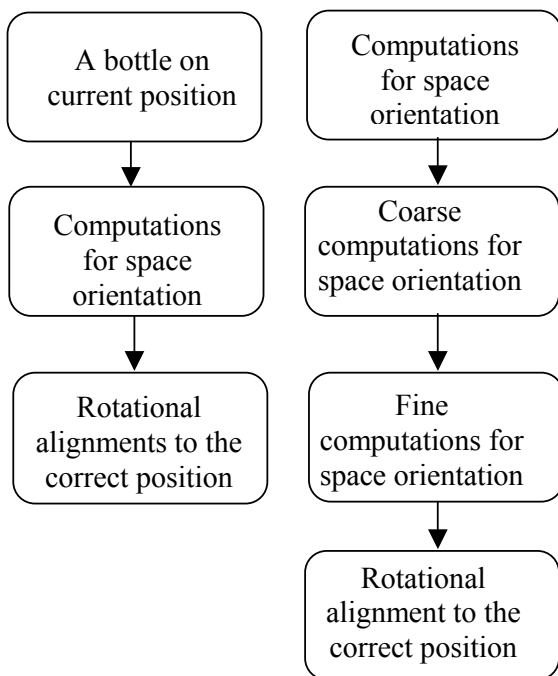 A bottle on
current position
Computations
for space
orientation
Rotational
alignments to the
correct position
Computations
for space
orientation
Coarse
computations for
space orientation
Fine
computations for
space orientation
Rotational
alignment to the
correct position